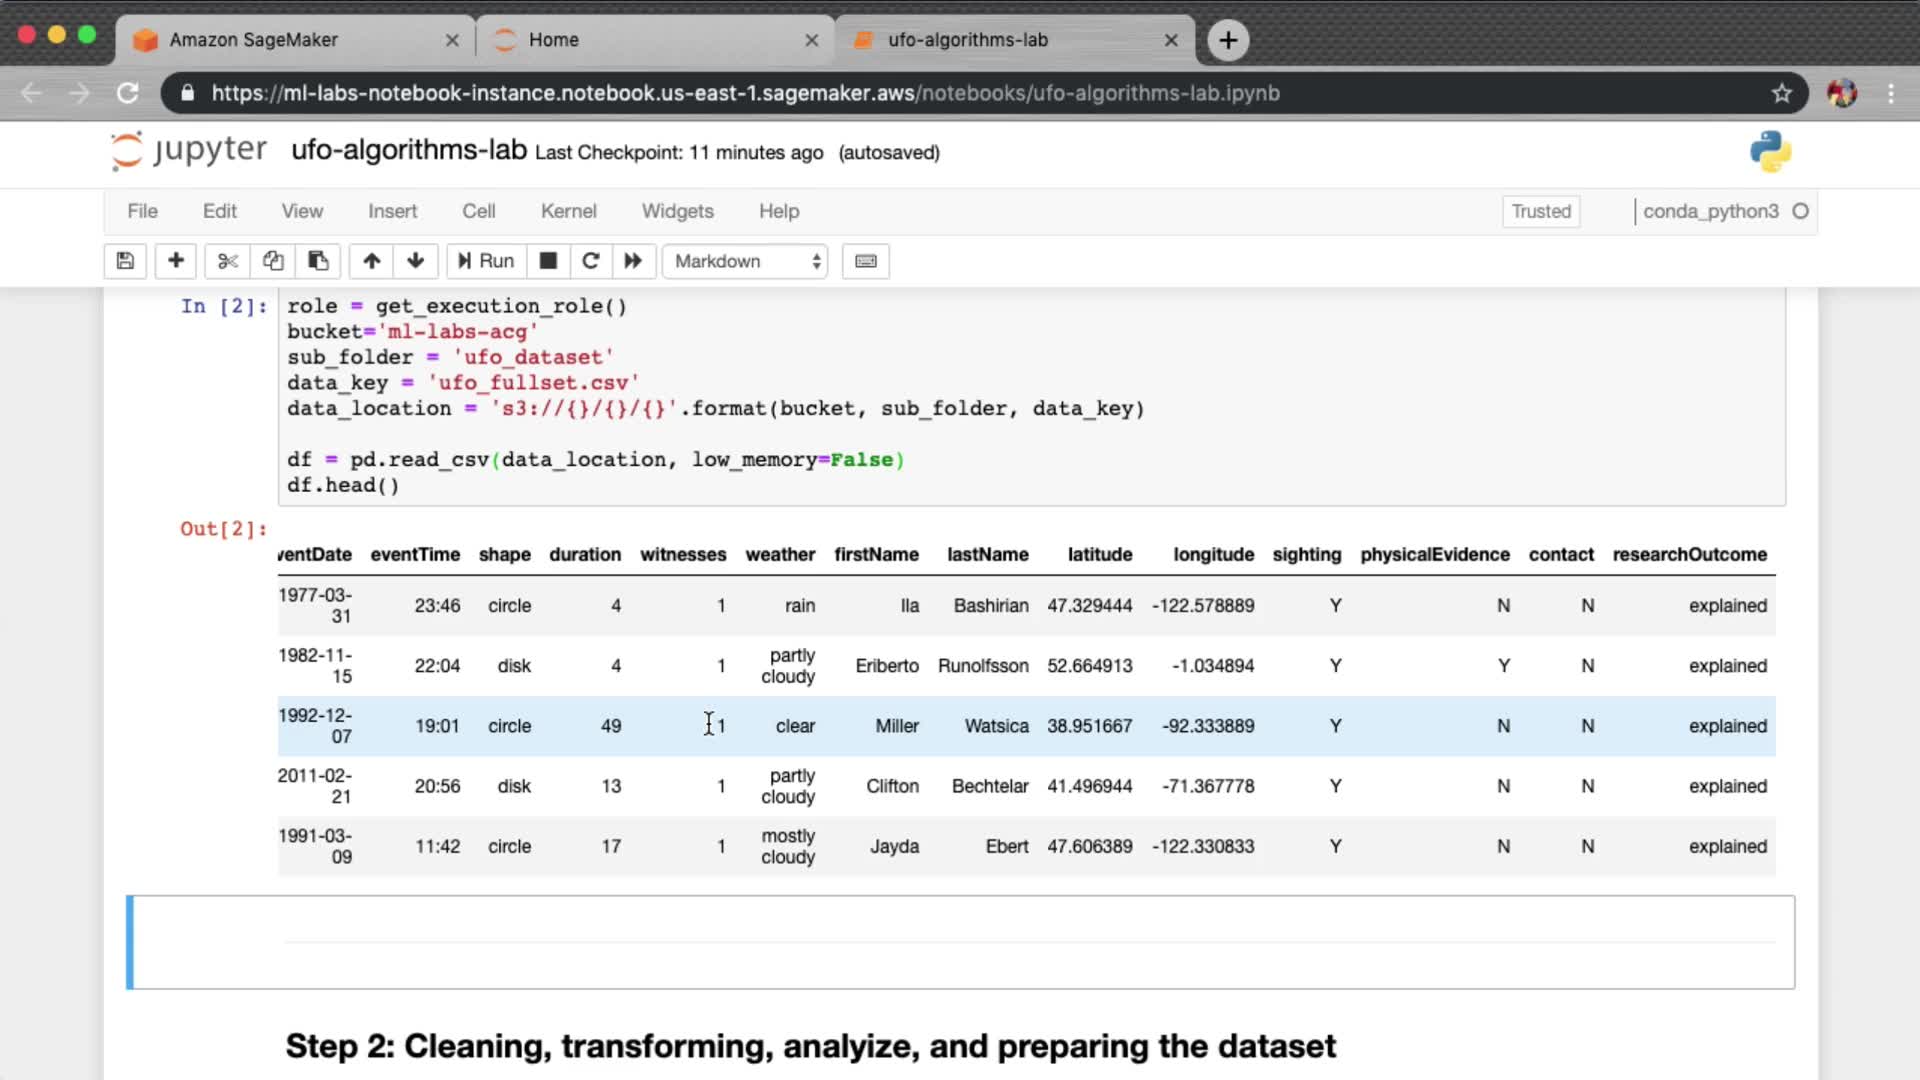 Amazon SageMaker
Home
ufo-algorithms-lab
https://ml-labs-notebook-instance.notebook.us-east-1.sagemaker.aws/notebooks/ufo-algorithms-lab.ipynb
jupyter ufo-algorithms-lab Last Checkpoint: 11 minutes ago (autosaved)
File Edit View Insert Cell Kernel Widgets Help Trusted conda_python3
Run Markdown
In [2]: role = get_execution_role()
bucket='ml-labs-acg'
sub_folder = 'ufo_dataset'
data_key = 'ufo_fullset.csv'
data_location = 's3://{}/{}/{}'.format(bucket, sub_folder, data_key)
df = pd.read_csv(data_location, low_memory=False)
df.head()
Out[2]:
ventDate eventTime shape duration witnesses weather firstName lastName latitude longitude sighting physicalEvidence contact researchOutcome
1977-03-31 23:46 circle 4 1 rain Ila Bashirian 47.329444 -122.578889 Y N N explained
1982-11-15 22:04 disk 4 1 partly cloudy Eriberto Runolfsson 52.664913 -1.034894 Y Y N explained
1992-12-07 19:01 circle 49 1 clear Miller Watsica 38.951667 -92.333889 Y N N explained
2011-02-21 20:56 disk 13 1 partly cloudy Clifton Bechtelar 41.496944 -71.367778 Y N N explained
1991-03-09 11:42 circle 17 1 mostly cloudy Jayda Ebert 47.606389 -122.330833 Y N N explained
Step 2: Cleaning, transforming, analyize, and preparing the dataset